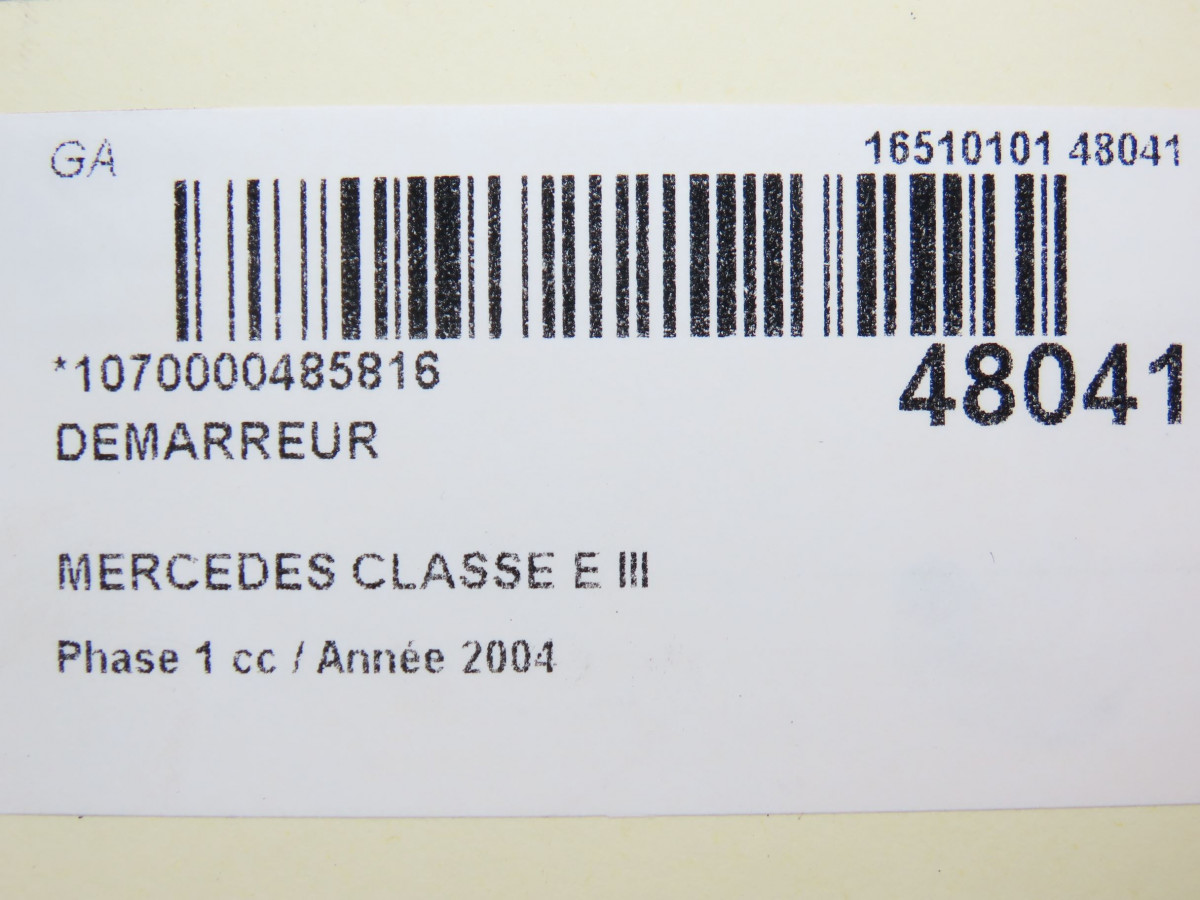 GA
16510101 48041
*1070000485816
48041
DEMARREUR
MERCEDES CLASSE E III
Phase 1 cc / Année 2004